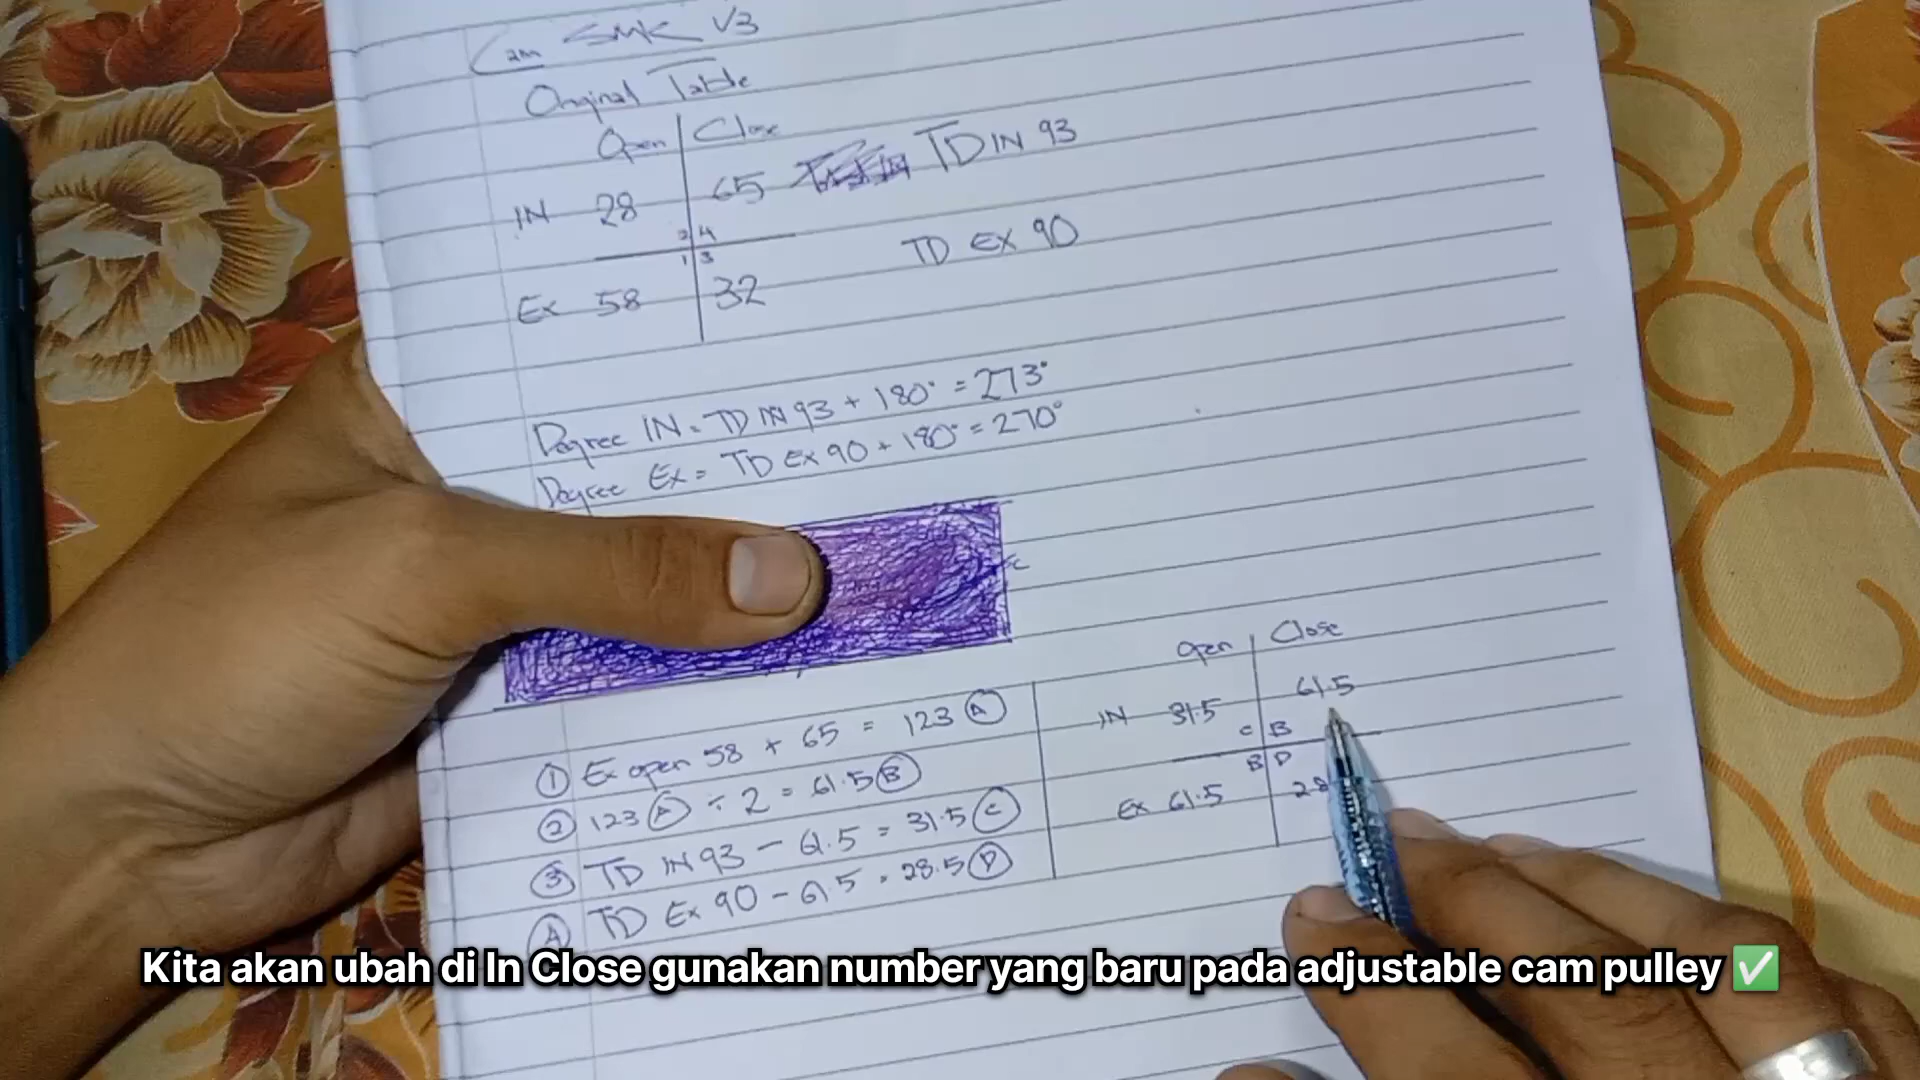 Cam SMK V3
Original Table
Open Close
IN 28 65 TD IN 93
2 4
1 3
TD EX 90
Ex 58 32
Degree IN = TD IN 93 + 180° = 273°
Degree Ex = TD Ex 90 + 180° = 270°
① Ex open 58 + 65 = 123 Ⓐ
② 123 Ⓐ ÷ 2 = 61.5 Ⓑ
③ TD IN 93 - 61.5 = 31.5 Ⓒ
④ TD Ex 90 - 61.5 = 28.5 Ⓓ
Open Close
IN 31.5 61.5
C B
B D
Ex 61.5 28
Kita akan ubah di In Close gunakan number yang baru pada adjustable cam pulley ✅